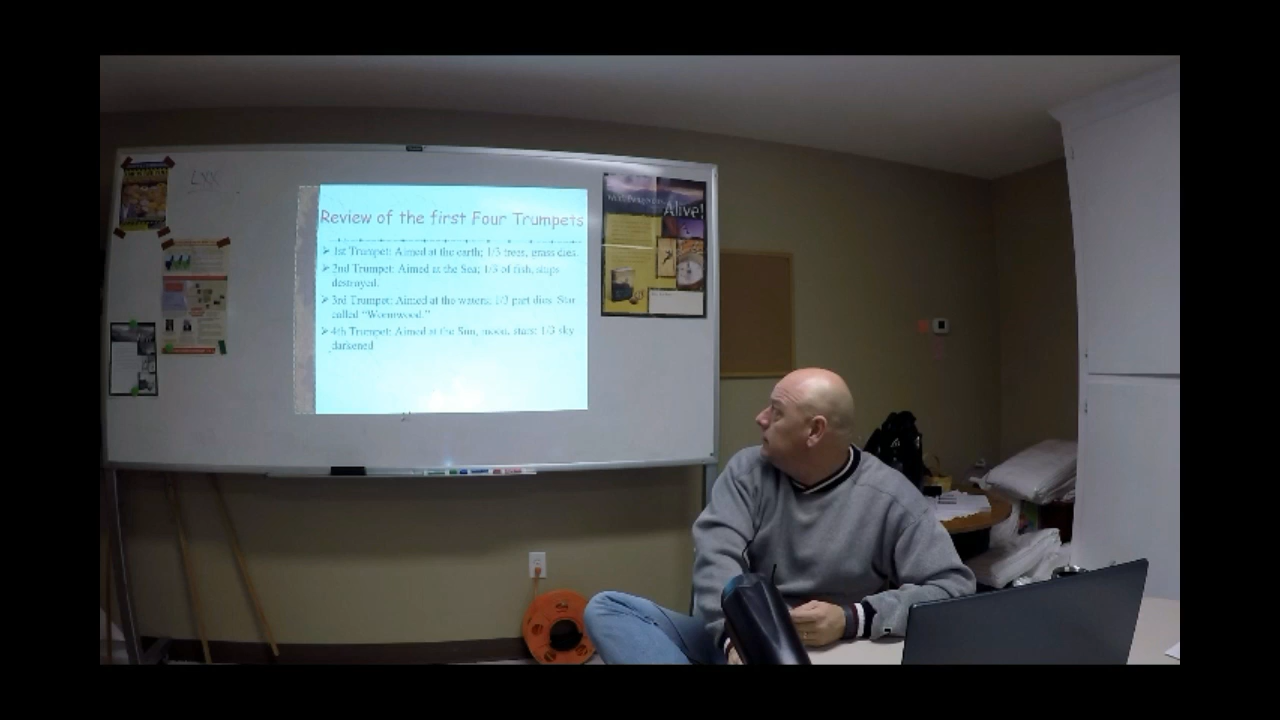 LXX
Review of the first Four Trumpets
➢ 1st Trumpet: Aimed at the earth; 1/3 trees, grass dies.
➢ 2nd Trumpet: Aimed at the Sea; 1/3 of fish, ships
destroyed.
➢ 3rd Trumpet: Aimed at the waters; 1/3 part dies. Star
called “Wormwood.”
➢ 4th Trumpet: Aimed at the Sun, moon, stars: 1/3 sky
darkened
Alive!